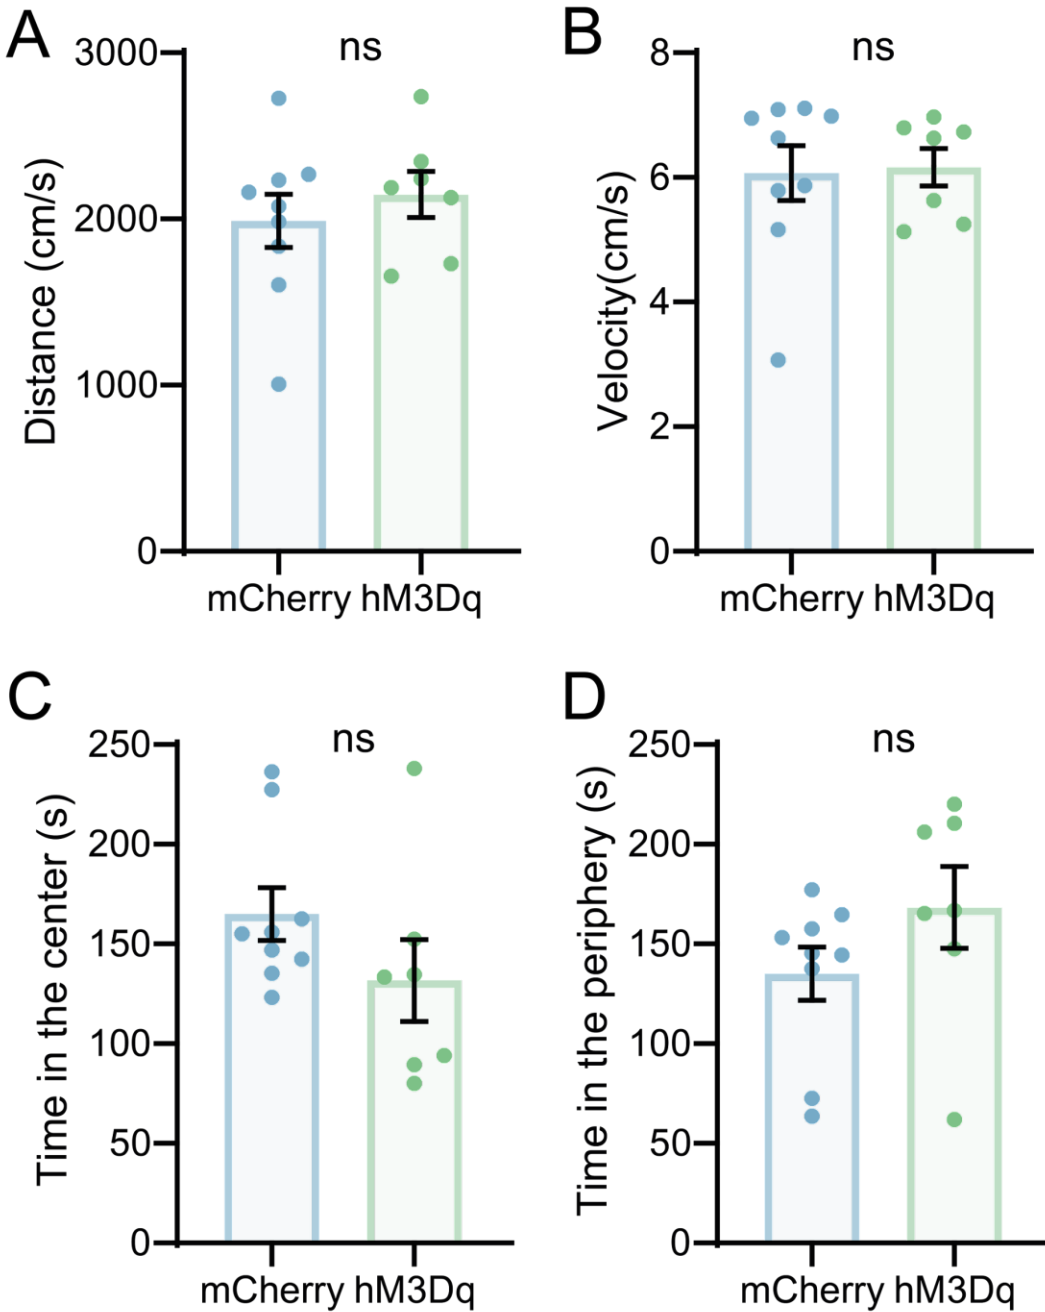 A
ns
3000
2000
1000
0
Distance (cm/s)
mCherry hM3Dq
B
ns
8
6
4
2
0
Velocity(cm/s)
mCherry hM3Dq
C
ns
250
200
150
100
50
0
Time in the center (s)
mCherry hM3Dq
D
ns
250
200
150
100
50
0
Time in the periphery (s)
mCherry hM3Dq